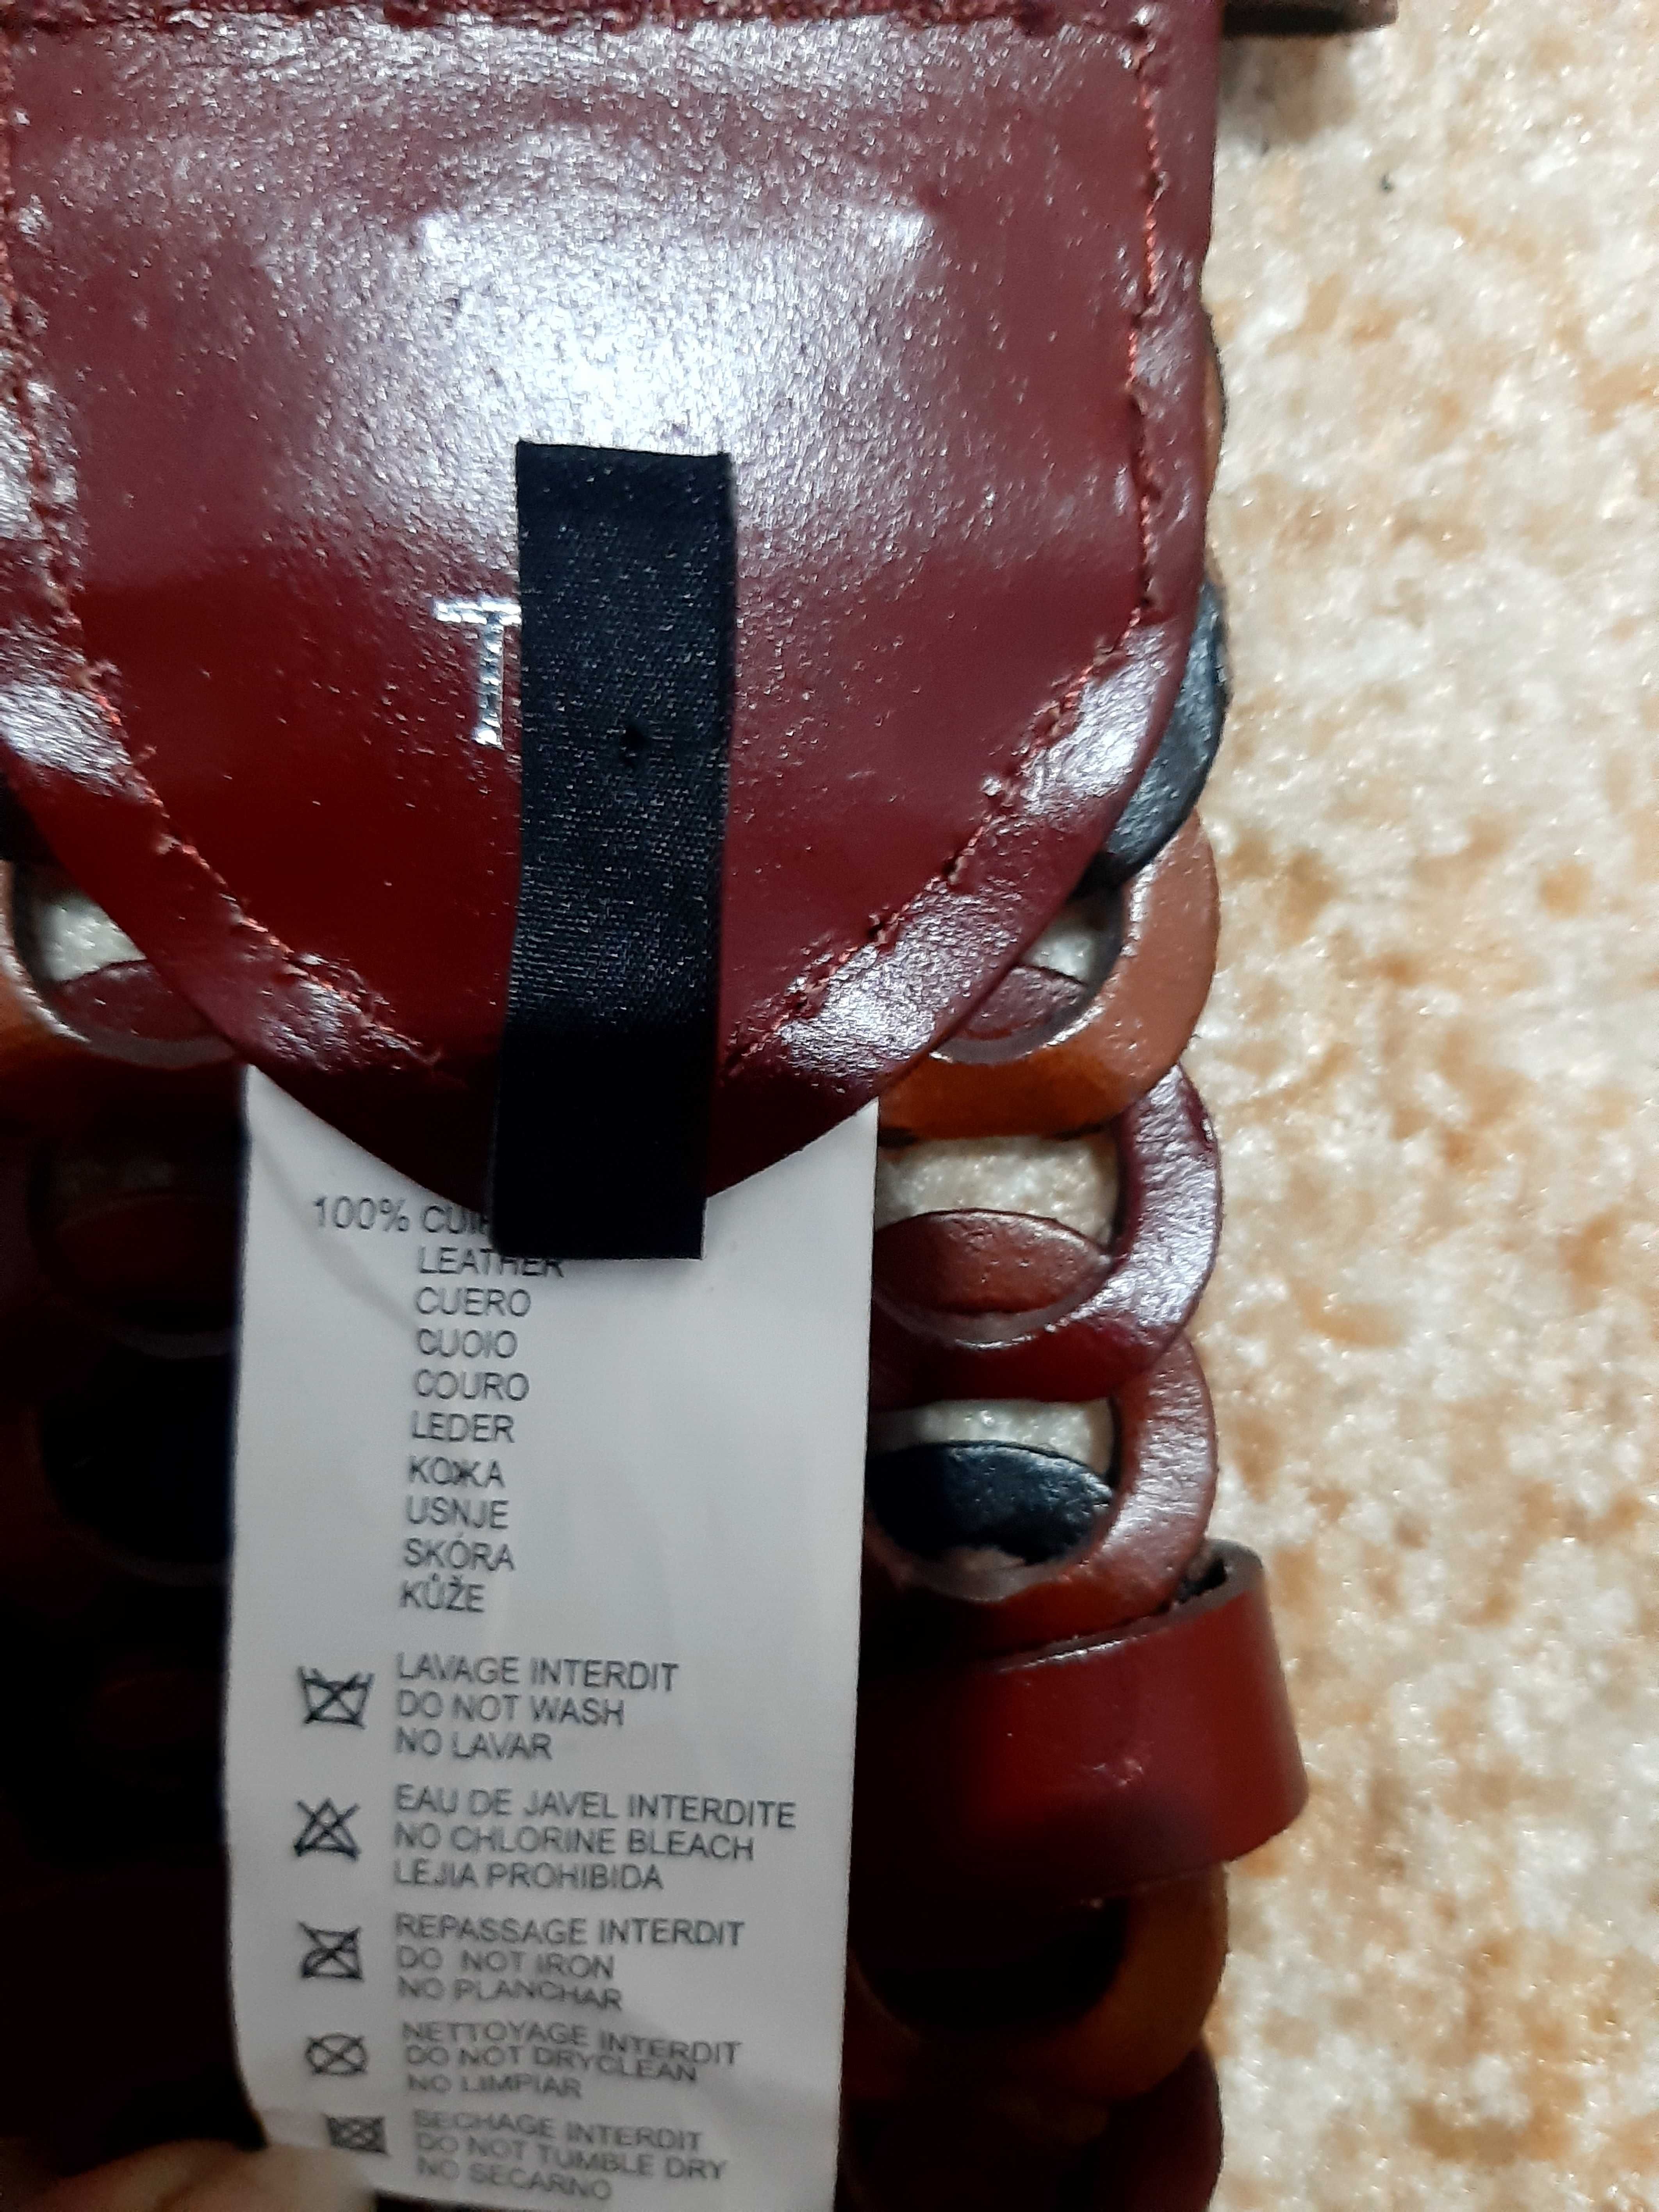 T
100%
LEATHER
CUERO
CUOIO
COURO
LEDER
КОЖА
USNJE
SKÓRA
KŮŽE
LAVAGE INTERDIT
DO NOT WASH
NO LAVAR
EAU DE JAVEL INTERDITE
NO CHLORINE BLEACH
LEJIA PROHIBIDA
REPASSAGE INTERDIT
DO NOT IRON
NO PLANCHAR
NETTOYAGE INTERDIT
DO NOT DRYCLEAN
NO LIMPIAR
SECHAGE INTERDIT
DO NOT TUMBLE DRY
NO SECARNO